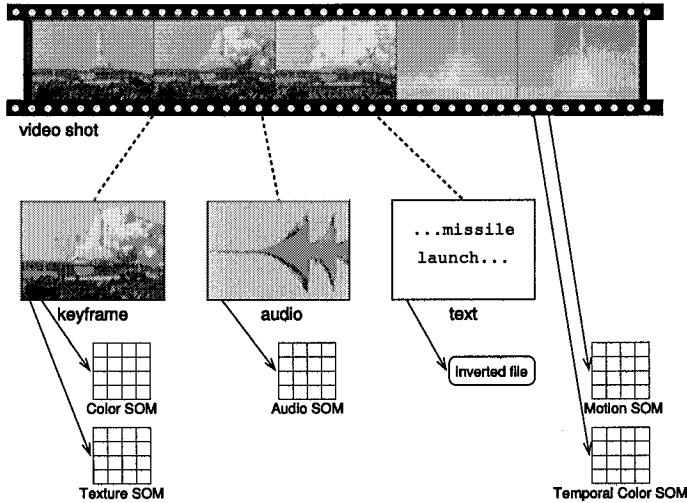 video shot
...missile
launch...
keyframe
audio
text
inverted file
Color SOM
Audio SOM
Motion SOM
Texture SOM
Temporal Color SOM